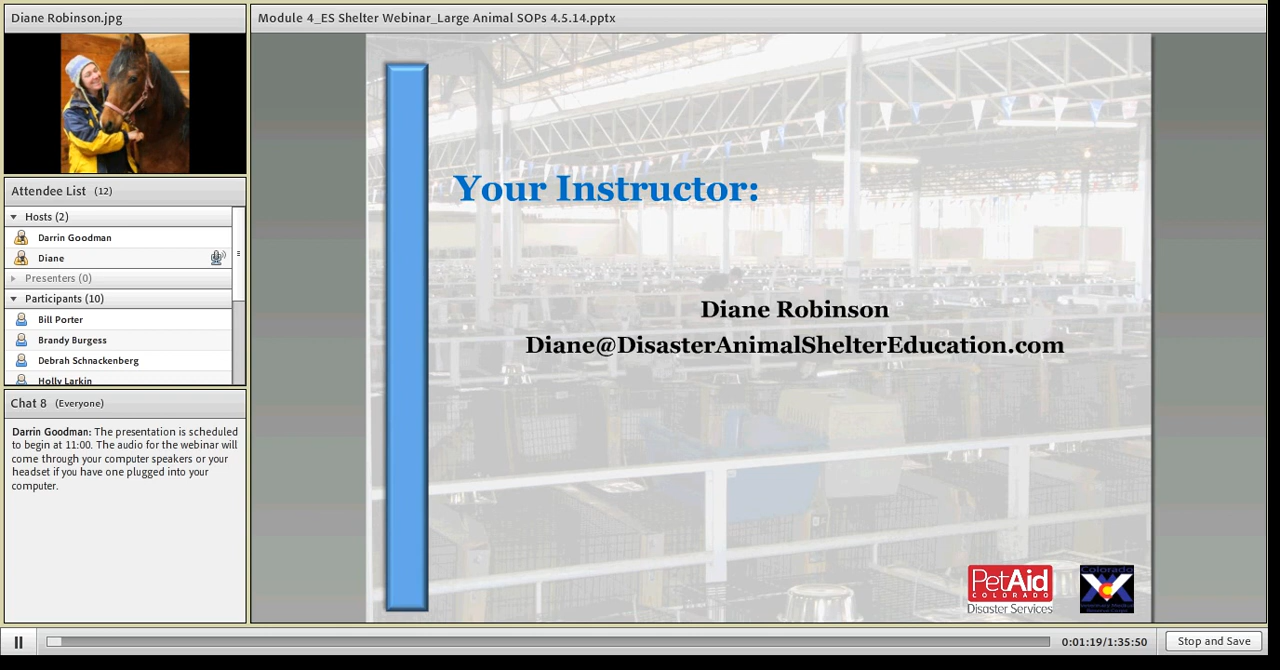 Diane Robinson.jpg
Module 4_ES Shelter Webinar_Large Animal SOPs 4.5.14.pptx
Attendee List (12)
Hosts (2)
Darrin Goodman
Diane
Presenters (0)
Participants (10)
Bill Porter
Brandy Burgess
Debrah Schnackenberg
Holly Larkin
Chat 8 (Everyone)
Darrin Goodman: The presentation is scheduled
to begin at 11:00. The audio for the webinar will
come through your computer speakers or your
headset if you have one plugged into your
computer.
Your Instructor:
Diane Robinson
Diane@DisasterAnimalShelterEducation.com
PetAid
COLORADO
Disaster Services
Colorado
0:01:19/1:35:50
Stop and Save